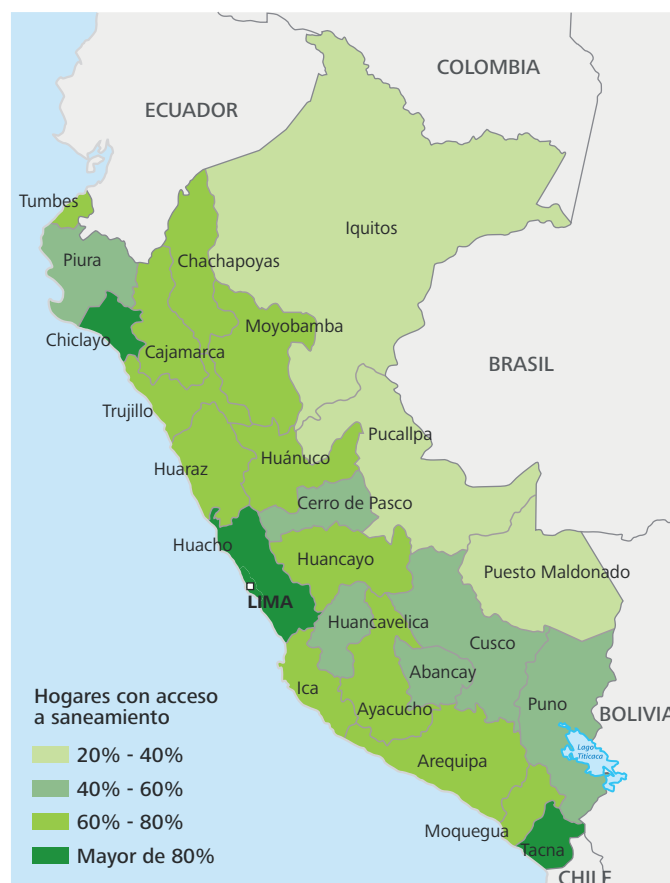 COLOMBIA
ECUADOR
Tumbes
Iquitos
Piura
Chachapoyas
Moyobamba
Chiclayo
Cajamarca
BRASIL
Trujillo
Pucallpa
Huaraz
Huánuco
Cerro de Pasco
Huacho
Huancayo
Puesto Maldonado
LIMA
Huancavelica
Cusco
Abancay
Ica
Puno
Ayacucho
BOLIVIA
Lago
Titicaca
Arequipa
Moquegua
Tacna
CHILE
Hogares con acceso
a saneamiento
20% - 40%
40% - 60%
60% - 80%
Mayor de 80%